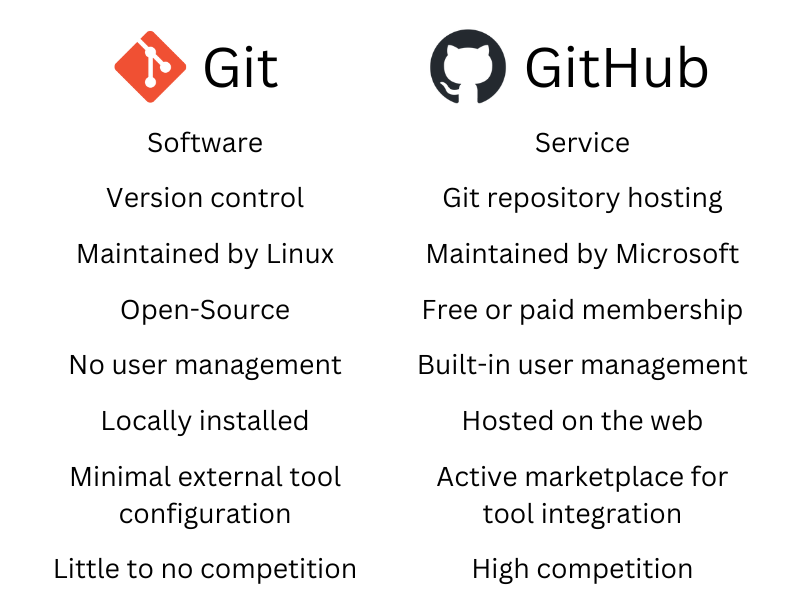 Git
GitHub
Software
Service
Version control
Git repository hosting
Maintained by Linux
Maintained by Microsoft
Open-Source
Free or paid membership
No user management
Built-in user management
Locally installed
Hosted on the web
Minimal external tool
configuration
Active marketplace for
tool integration
Little to no competition
High competition